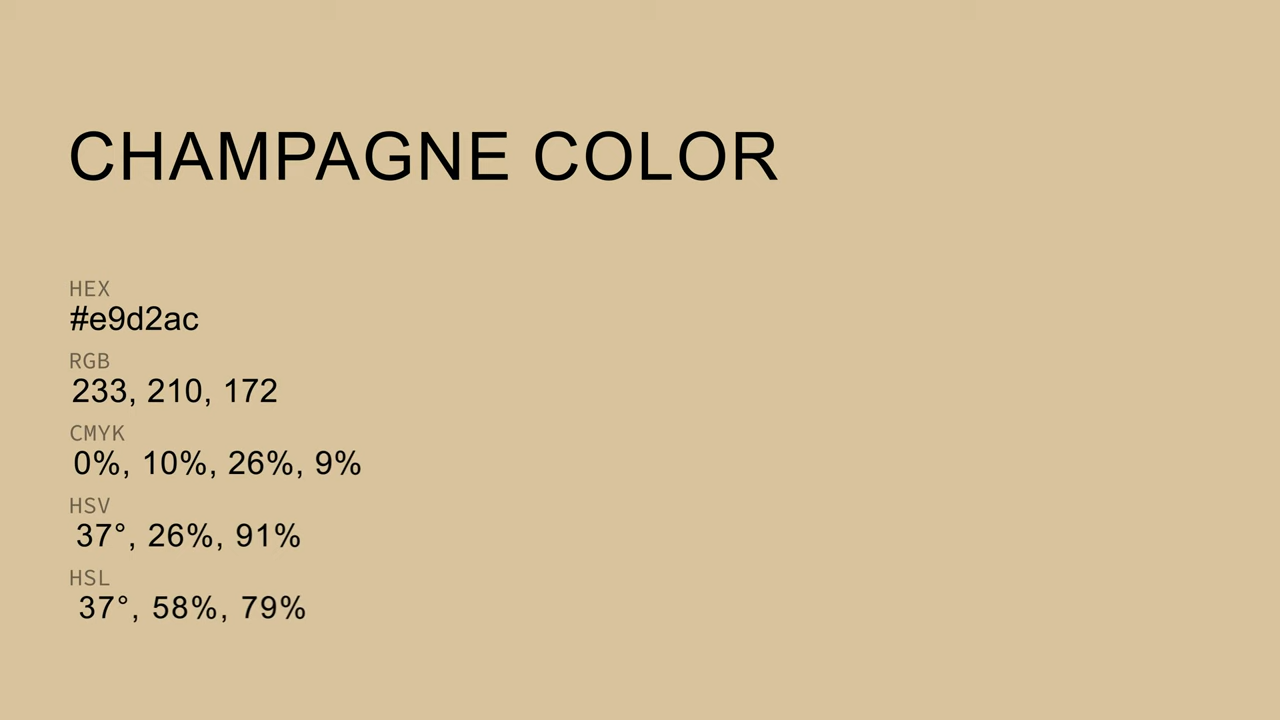 CHAMPAGNE COLOR
HEX
#e9d2ac
RGB
233, 210, 172
CMYK
0%, 10%, 26%, 9%
HSV
37°, 26%, 91%
HSL
37°, 58%, 79%